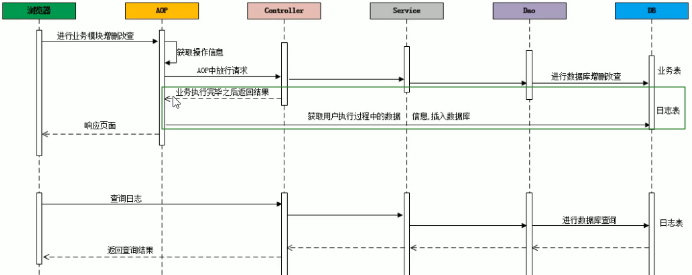 浏览器
AOP
Controller
Service
Dao
DB
进行业务模块增删改查
获取操作信息
AOP中放行请求
进行数据库增删改查
业务表
业务执行完毕之后返回结果
日志表
获取用户执行过程中的数据 信息,插入数据库
响应页面
查询日志
进行数据库查询
日志表
返回查询结果